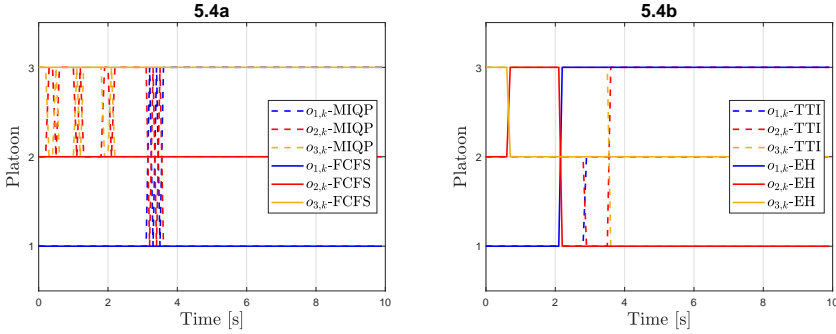 5.4a
Platoon
3
2
1
0
2
4
6
8
10
Time [s]
o1,k-MIQP
o2,k-MIQP
o3,k-MIQP
o1,k-FCFS
o2,k-FCFS
o3,k-FCFS
5.4b
Platoon
3
2
1
0
2
4
6
8
10
Time [s]
o1,k-TTI
o2,k-TTI
o3,k-TTI
o1,k-EH
o2,k-EH
o3,k-EH